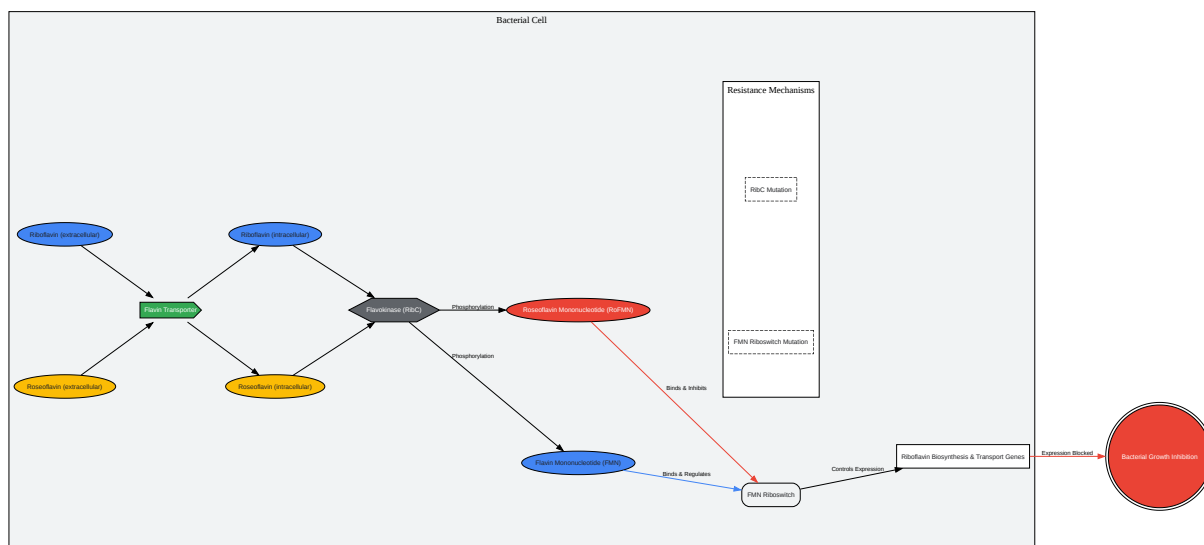 Bacterial Cell
Resistance Mechanisms
RibC Mutation
Riboflavin (extracellular)
Riboflavin (intracellular)
Flavin Transporter
Flavokinase (RibC)
Phosphorylation
Roseoflavin Mononucleotide (RoFMN)
FMN Riboswitch Mutation
Phosphorylation
Roseoflavin (extracellular)
Roseoflavin (intracellular)
Binds & Inhibits
Flavin Mononucleotide (FMN)
Binds & Regulates
FMN Riboswitch
Controls Expression
Riboflavin Biosynthesis & Transport Genes
Expression Blocked
Bacterial Growth Inhibition